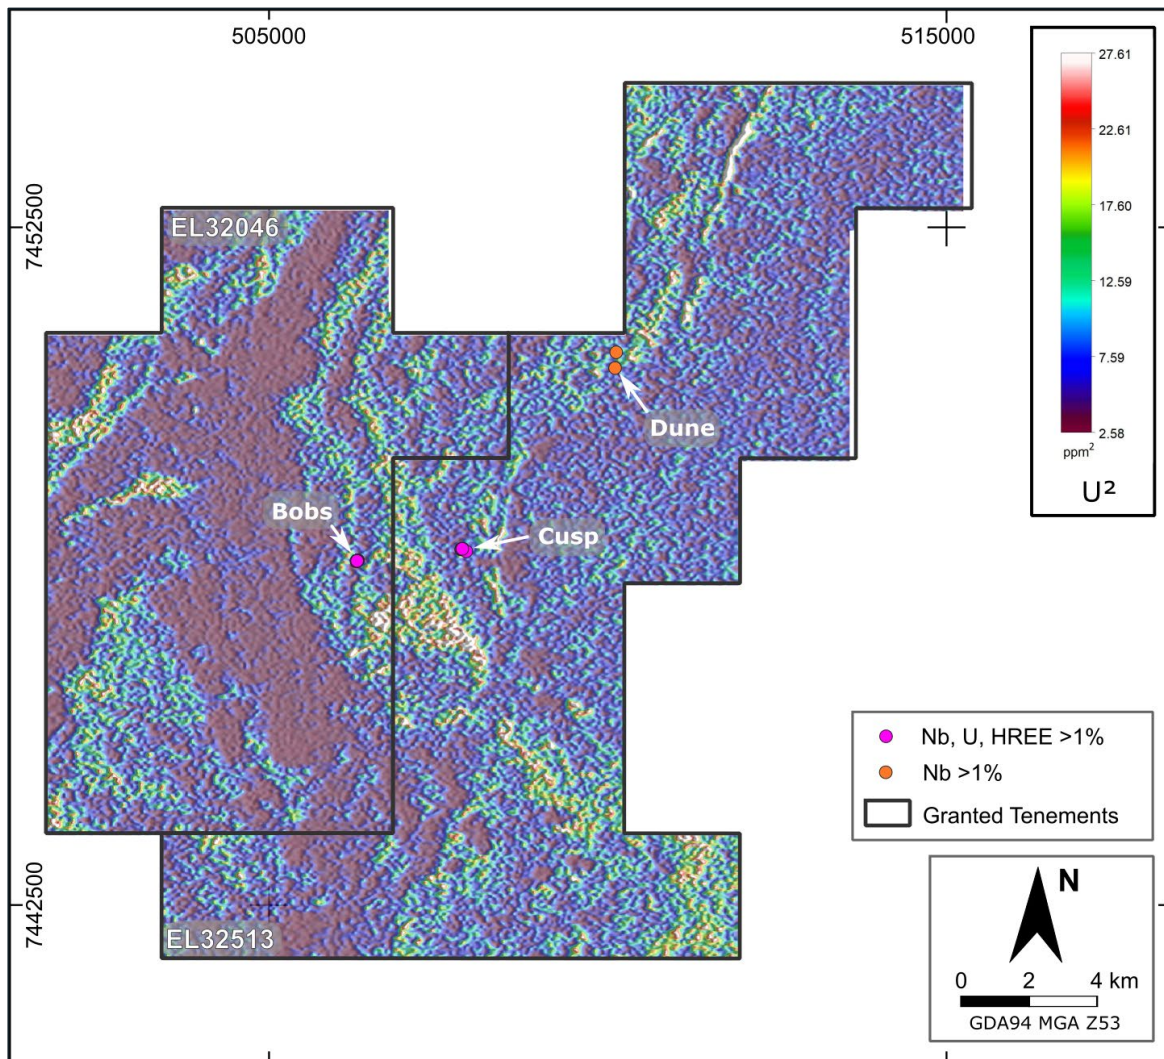 505000
515000
27.61
22.61
17.60
12.59
7.59
2.58
ppm²
U²
7452500
EL32046
Dune
Bobs
Cusp
Nb, U, HREE >1%
Nb >1%
Granted Tenements
7442500
EL32513
N
0 2 4 km
GDA94 MGA Z53